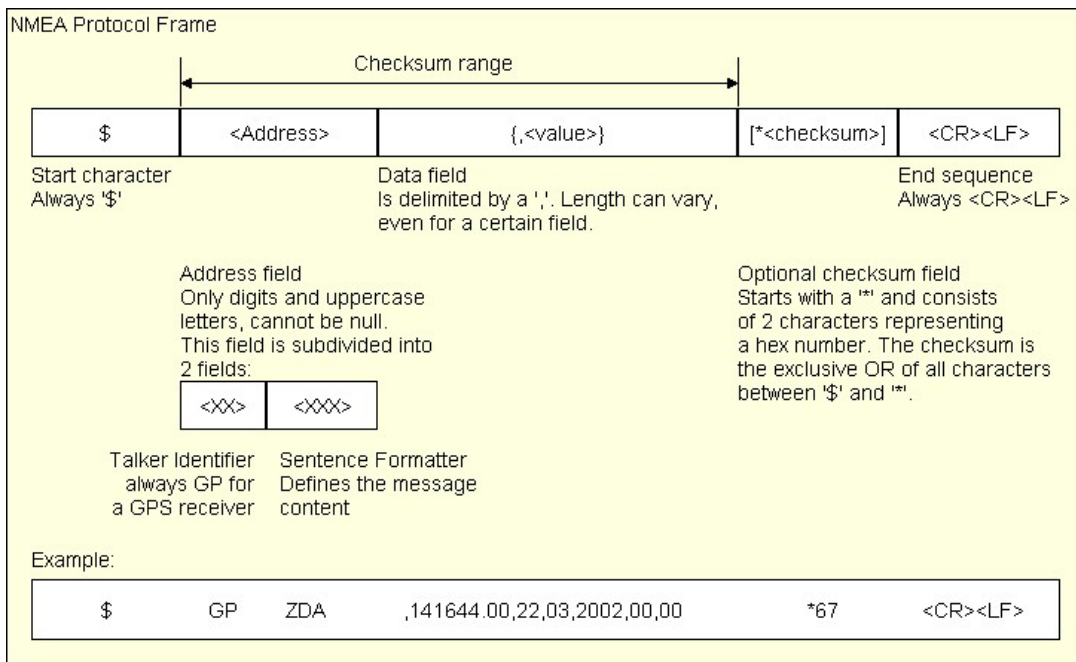 NMEA Protocol Frame
Checksum range
$ <Address> {,<value>} [*<checksum>] <CR><LF>
Start character
Always '$'
Data field
Is delimited by a ','. Length can vary,
even for a certain field.
End sequence
Always <CR><LF>
Address field
Only digits and uppercase
letters, cannot be null.
This field is subdivided into
2 fields:
<XX> <XXX>
Optional checksum field
Starts with a '*' and consists
of 2 characters representing
a hex number. The checksum is
the exclusive OR of all characters
between '$' and '*'.
Talker Identifier
always GP for
a GPS receiver
Sentence Formatter
Defines the message
content
Example:
$ GP ZDA ,141644.00,22,03,2002,00,00 *67 <CR><LF>